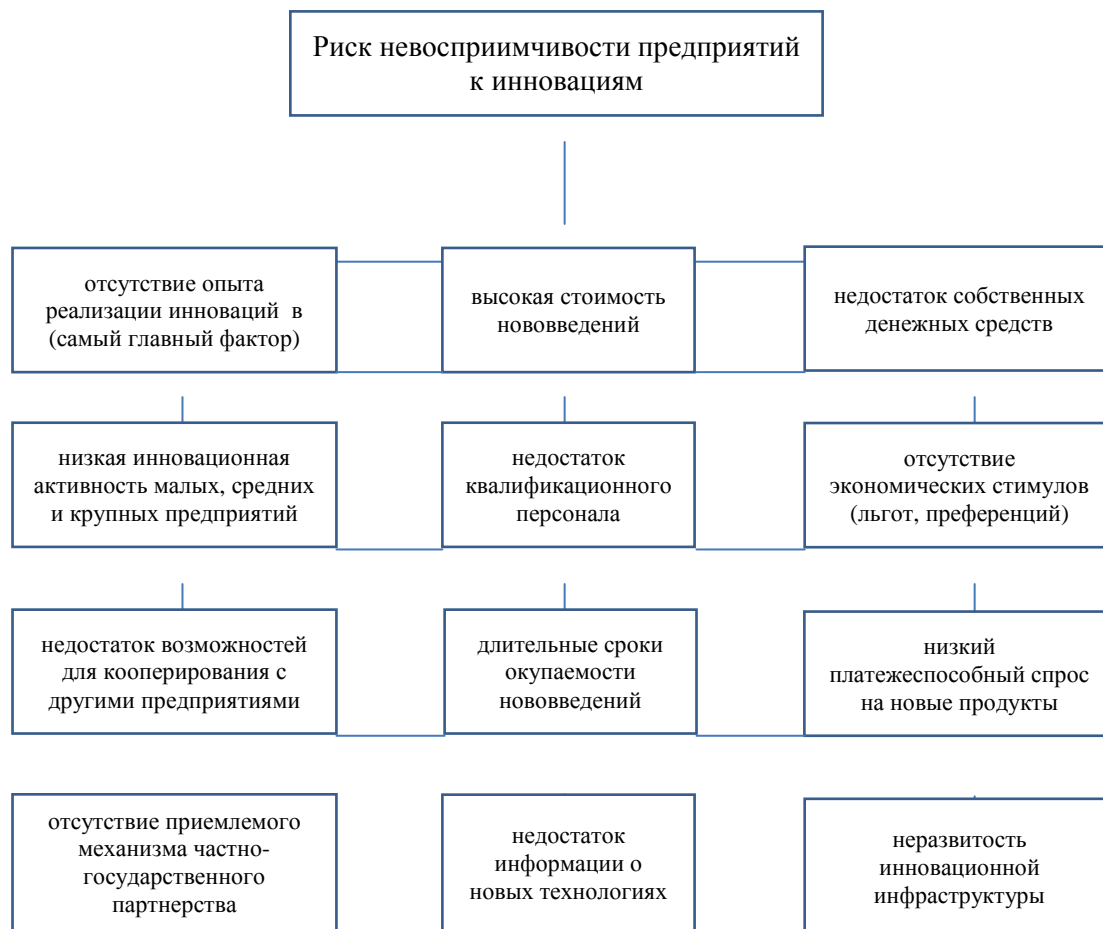 Риск невосприимчивости предприятий
к инновациям
отсутствие опыта
реализации инноваций в
(самый главный фактор)
высокая стоимость
нововведений
недостаток собственных
денежных средств
низкая инновационная
активность малых, средних
и крупных предприятий
недостаток
квалификационного
персонала
отсутствие
экономических стимулов
(льгот, преференций)
недостаток возможностей
для кооперирования с
другими предприятиями
длительные сроки
окупаемости
нововведений
низкий
платежеспособный спрос
на новые продукты
отсутствие приемлемого
механизма частно-
государственного
партнерства
недостаток
информации о
новых технологиях
неразвитость
инновационной
инфраструктуры